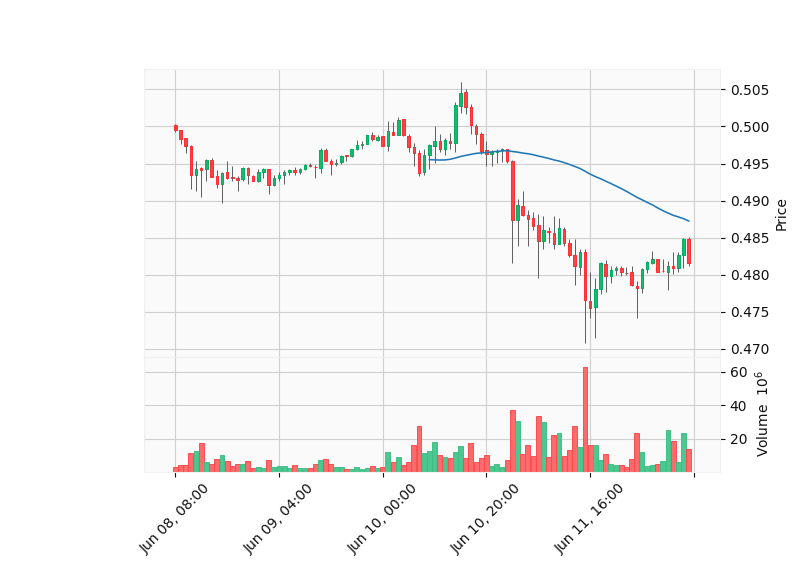 0.505
0.500
0.495
0.490
0.485
0.480
0.475
0.470
Price
60
40
20
Volume 10^6
Jun 08, 08:00
Jun 09, 04:00
Jun 10, 00:00
Jun 10, 20:00
Jun 11, 16:00